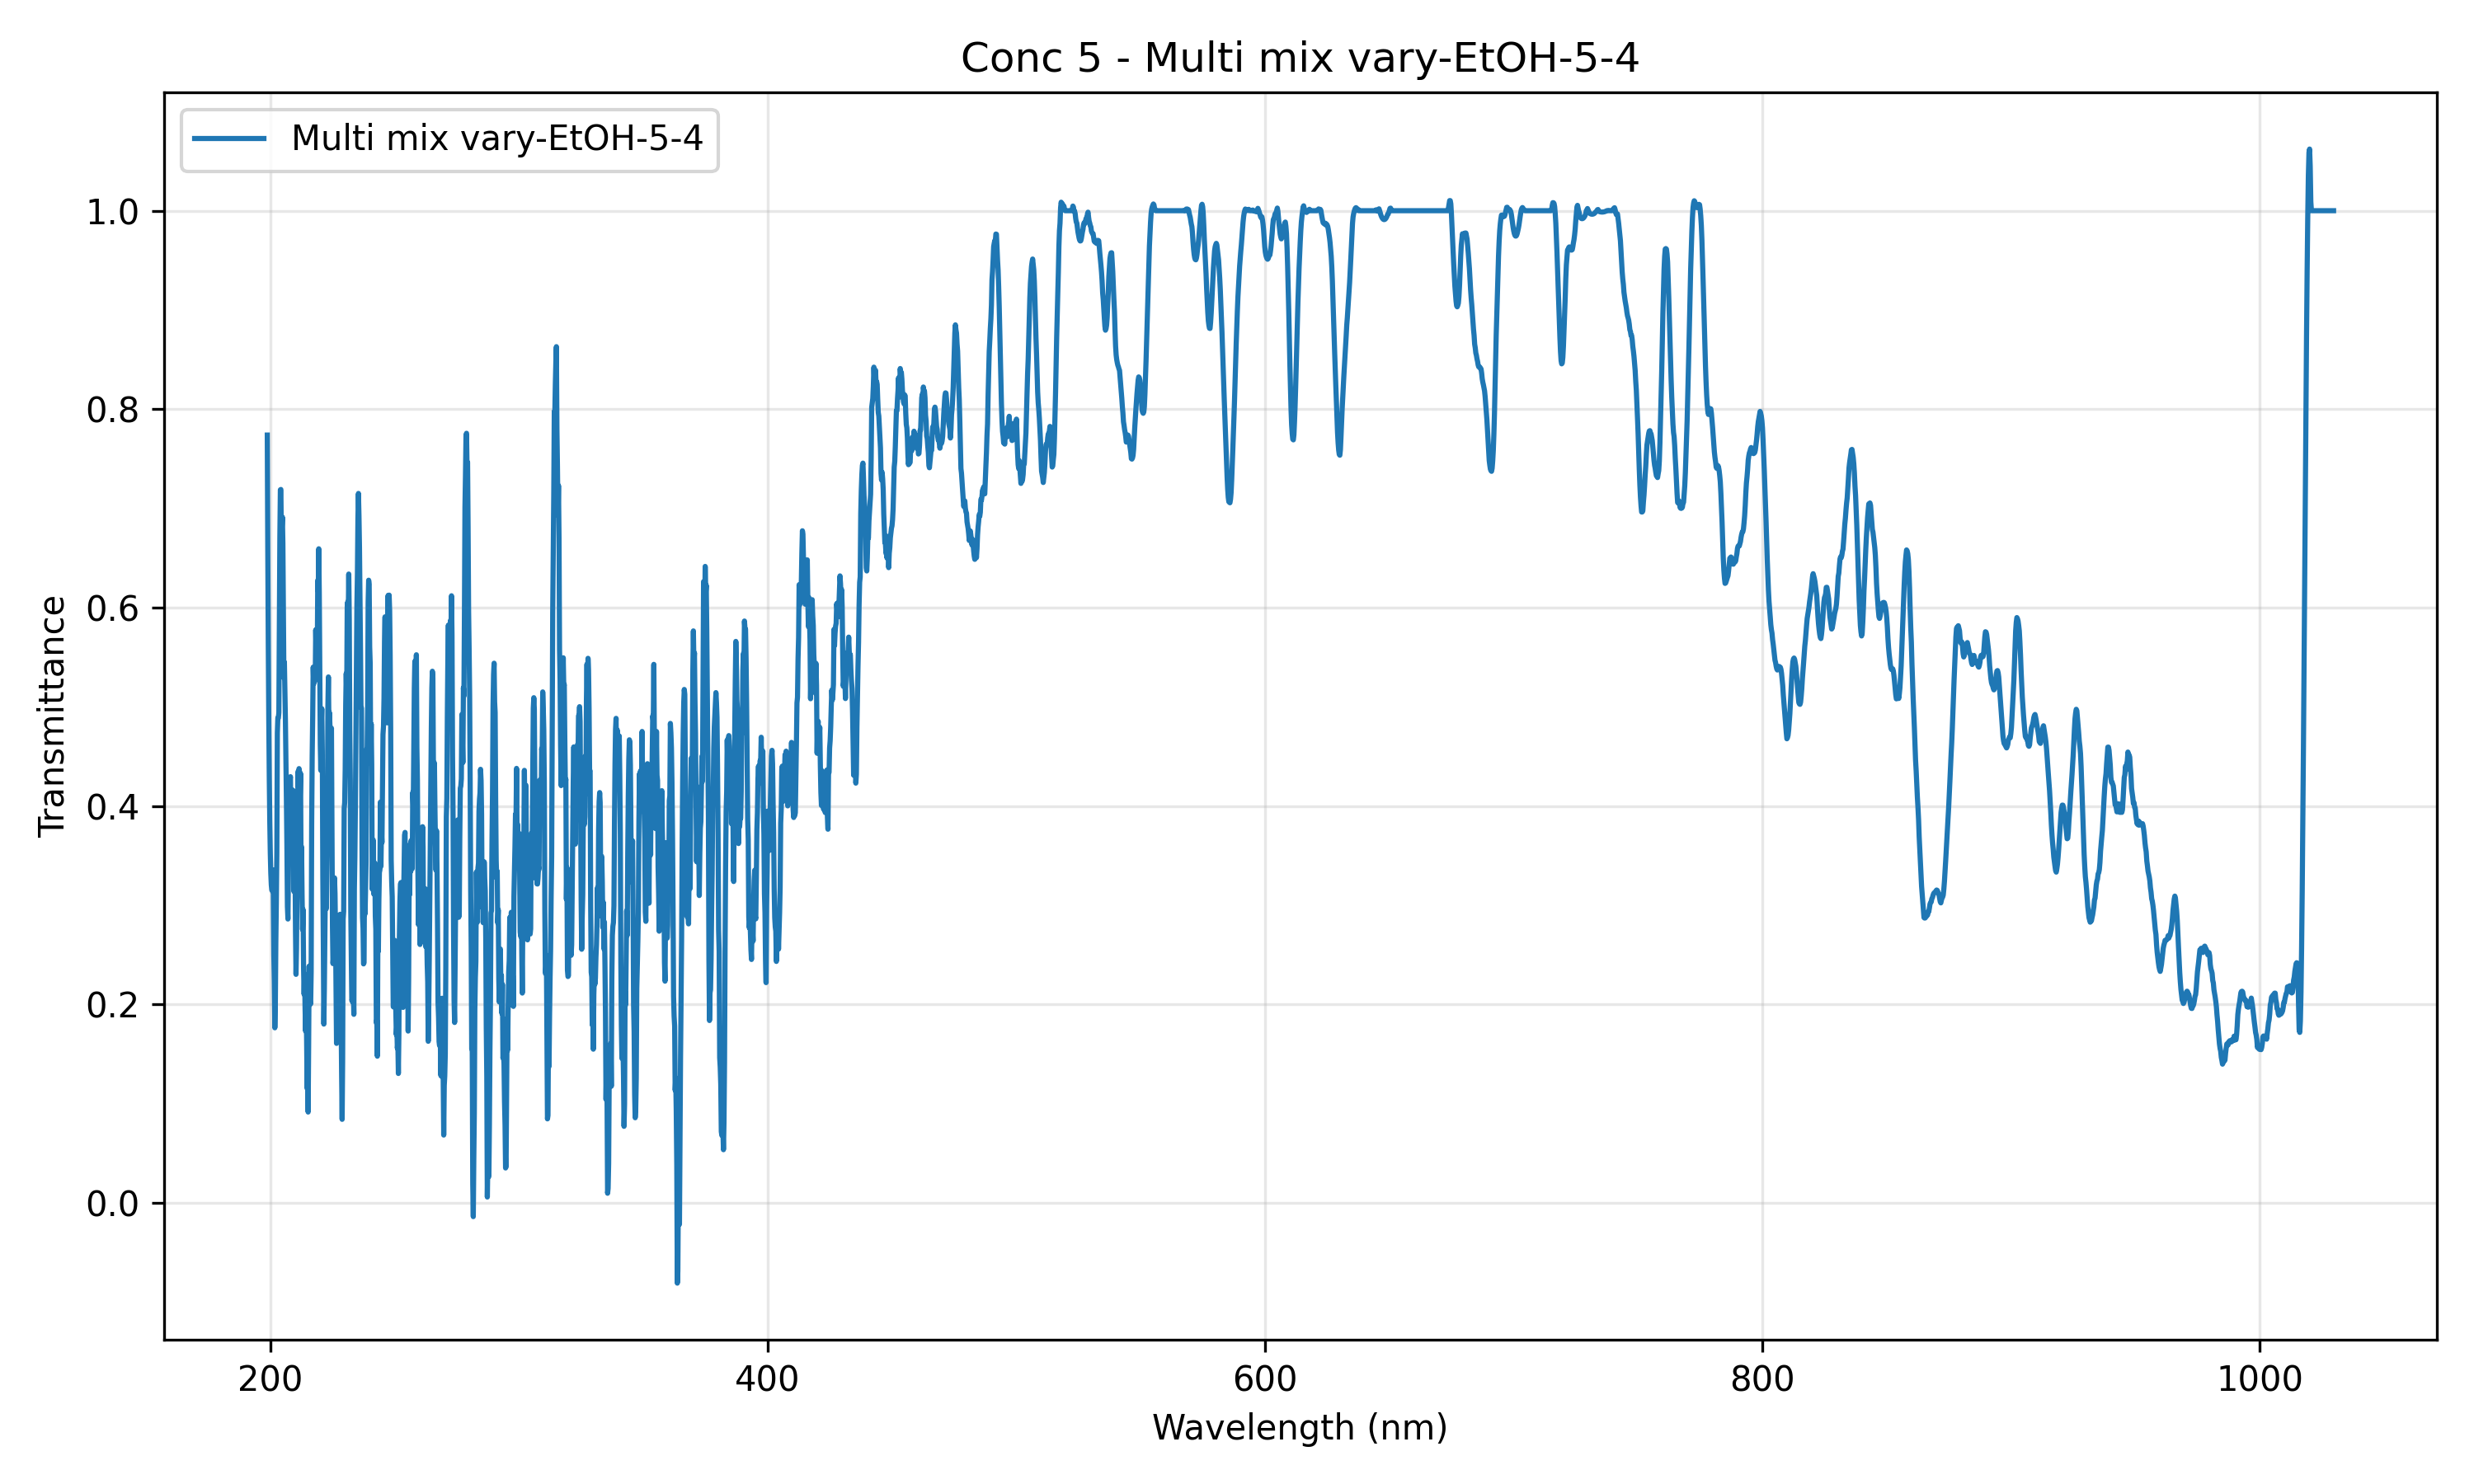 Conc 5 - Multi mix vary-EtOH-5-4
Multi mix vary-EtOH-5-4
1.0
0.8
0.6
0.4
0.2
0.0
Transmittance
200 400 600 800 1000
Wavelength (nm)